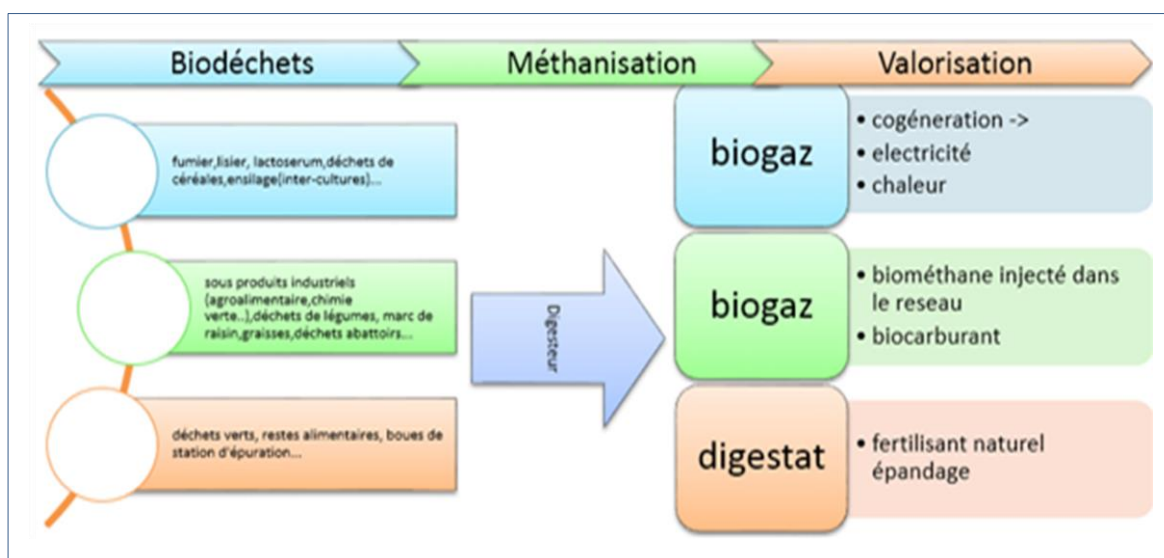 Biodéchets
Méthanisation
Valorisation
fumier,lisier, lactoserum,déchets de
céréales,ensilage(inter-cultures)...
sous produits industriels
(agroalimentaire,chimie
verte..),déchets de légumes, marc de
raisin,graisses,déchets abattoirs...
déchets verts, restes alimentaires, boues de
station d'épuration...
Digesteur
biogaz
• cogéneration ->
• electricité
• chaleur
biogaz
• biométhane injecté dans
le reseau
• biocarburant
digestat
• fertilisant naturel
épandage